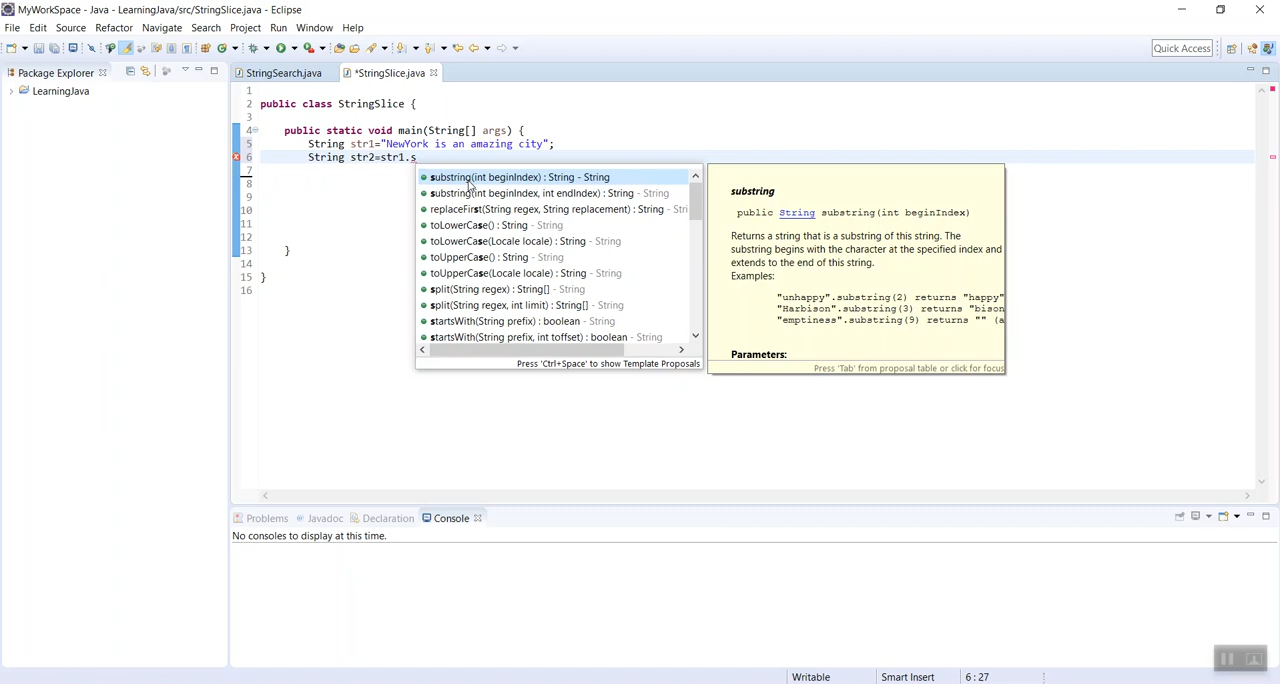 MyWorkSpace - Java - LearningJava/src/StringSlice.java - Eclipse
File Edit Source Refactor Navigate Search Project Run Window Help
Quick Access
Package Explorer
StringSearch.java *StringSlice.java
LearningJava
1
2 public class StringSlice {
3
4 public static void main(String[] args) {
5 String str1="NewYork is an amazing city";
6 String str2=str1.s
7
8
9
10
11
12
13 }
14
15 }
16
substring(int beginIndex) : String - String
substring(int beginIndex, int endIndex) : String - String
replaceFirst(String regex, String replacement) : String - Stri
toLowerCase() : String - String
toLowerCase(Locale locale) : String - String
toUpperCase() : String - String
toUpperCase(Locale locale) : String - String
split(String regex) : String[] - String
split(String regex, int limit) : String[] - String
startsWith(String prefix) : boolean - String
startsWith(String prefix, int toffset) : boolean - String
Press 'Ctrl+Space' to show Template Proposals
substring
public String substring(int beginIndex)
Returns a string that is a substring of this string. The
substring begins with the character at the specified index and
extends to the end of this string.
Examples:
"unhappy".substring(2) returns "happy"
"Harbison".substring(3) returns "bison
"emptiness".substring(9) returns "" (a
Parameters:
Press 'Tab' from proposal table or click for focus
Problems Javadoc Declaration Console
No consoles to display at this time.
Writable Smart Insert 6 : 27